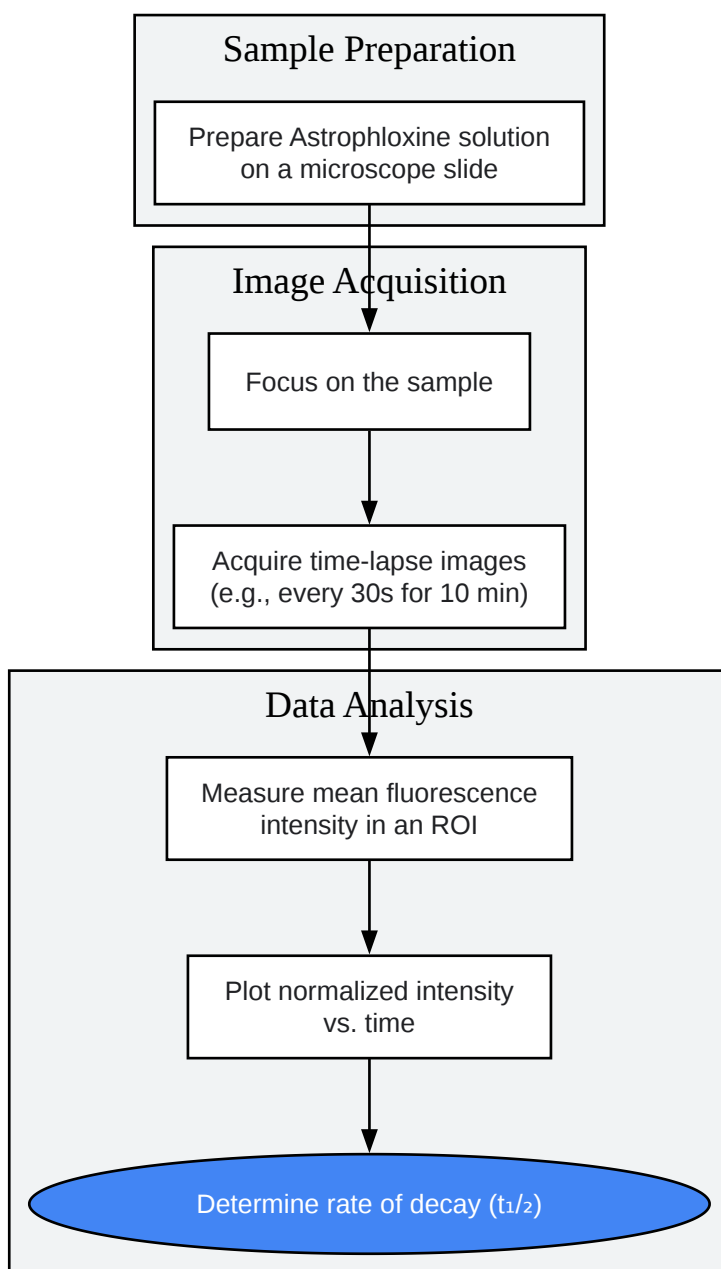 Sample Preparation
Prepare Astrophloxine solution
on a microscope slide
Image Acquisition
Focus on the sample
Acquire time-lapse images
(e.g., every 30s for 10 min)
Data Analysis
Measure mean fluorescence
intensity in an ROI
Plot normalized intensity
vs. time
Determine rate of decay (t₁/₂)